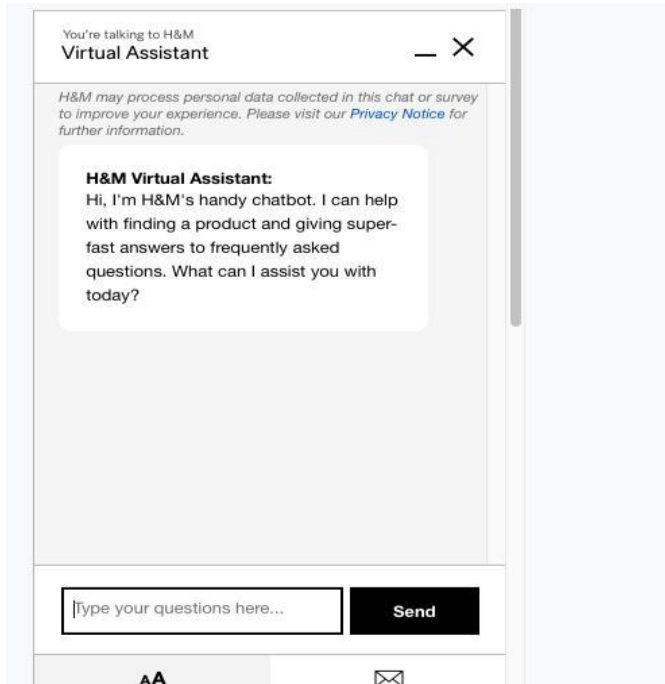 You're talking to H&M
Virtual Assistant
H&M may process personal data collected in this chat or survey
to improve your experience. Please visit our Privacy Notice for
further information.
H&M Virtual Assistant:
Hi, I'm H&M's handy chatbot. I can help
with finding a product and giving super-
fast answers to frequently asked
questions. What can I assist you with
today?
Type your questions here...
Send
AA